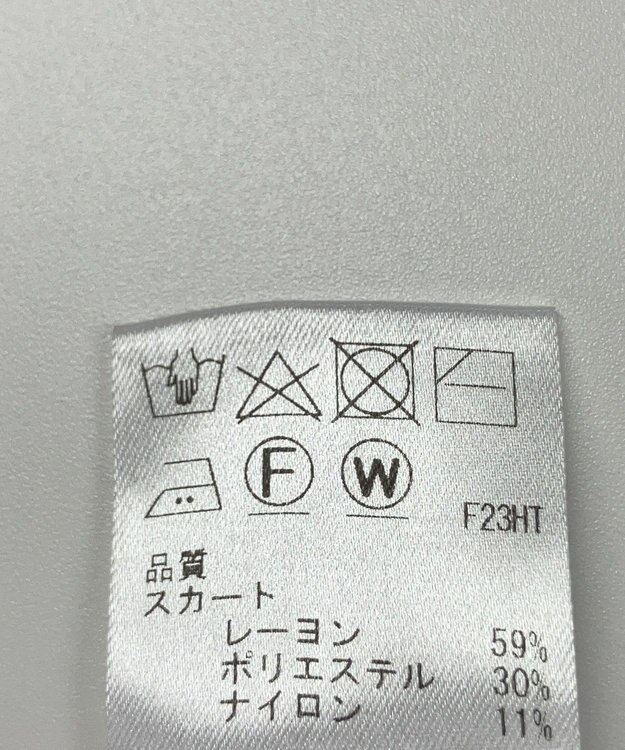 F W F23HT
品質
スカート
レーヨン 59%
ポリエステル 30%
ナイロン 11%